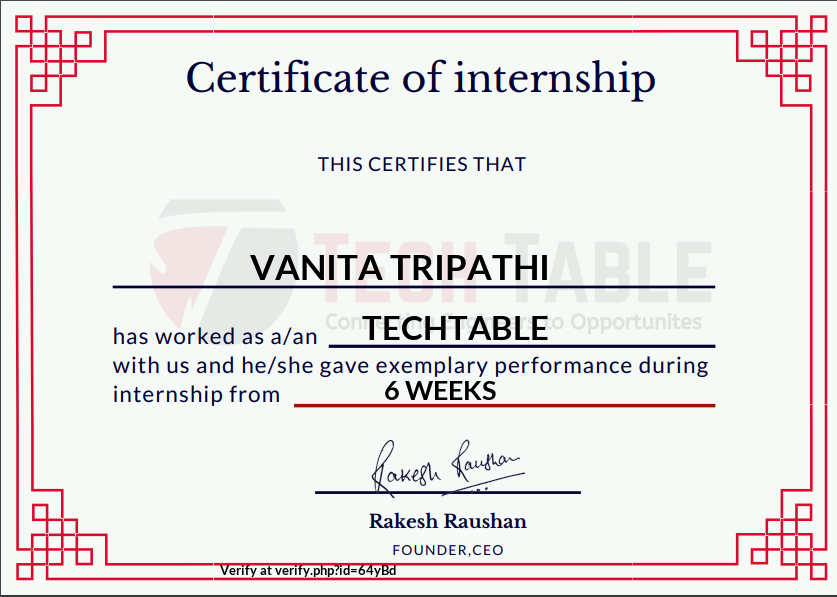 Certificate of internship
THIS CERTIFIES THAT
TECH TABLE
VANITA TRIPATHI
Connecting Engineers to Opportunites
has worked as a/an TECHTABLE
with us and he/she gave exemplary performance during
internship from 6 WEEKS
Rakesh Raushan
Rakesh Raushan
FOUNDER,CEO
Verify at verify.php?id=64yBd